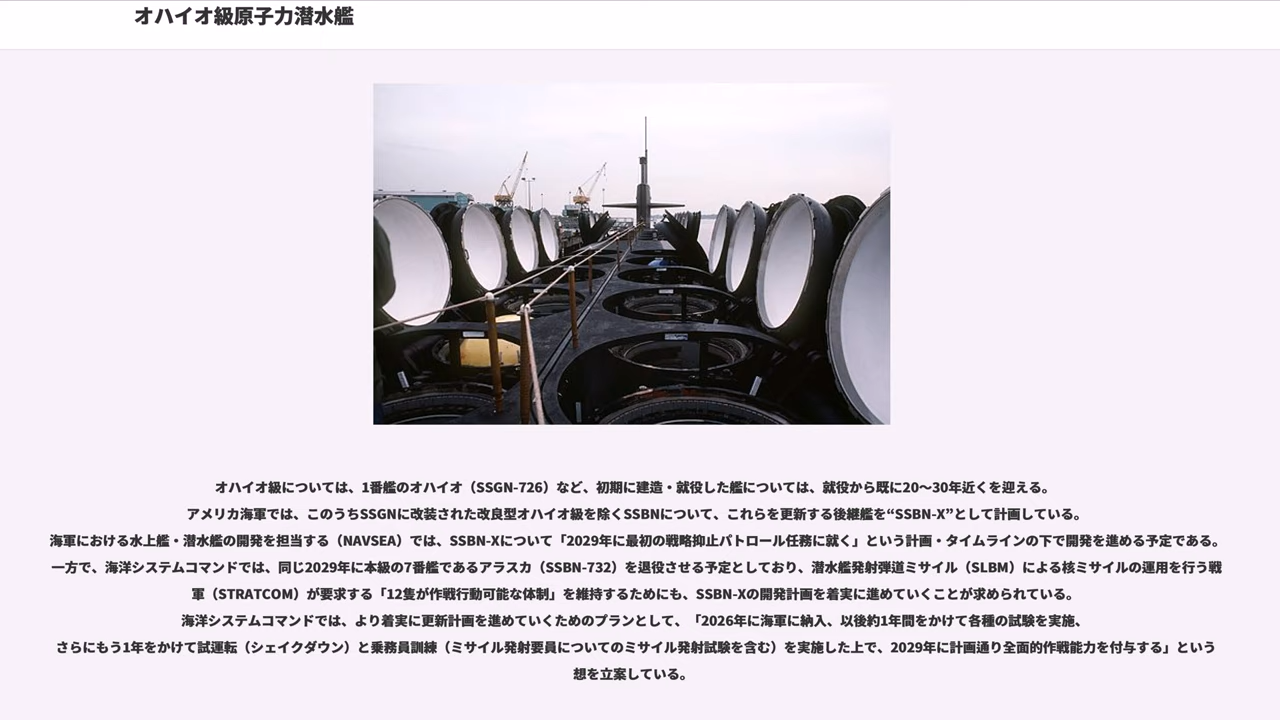 オハイオ級原子力潜水艦
オハイオ級については、1番艦のオハイオ（SSGN-726）など、初期に建造・就役した艦については、就役から既に20～30年近くを迎える。
アメリカ海軍では、このうちSSGNに改装された改良型オハイオ級を除くSSBNについて、これらを更新する後継艦を“SSBN-X”として計画している。
海軍における水上艦・潜水艦の開発を担当する（NAVSEA）では、SSBN-Xについて「2029年に最初の戦略抑止パトロール任務に就く」という計画・タイムラインの下で開発を進める予定である。
一方で、海洋システムコマンドでは、同じ2029年に本級の7番艦であるアラスカ（SSBN-732）を退役させる予定としており、潜水艦発射弾道ミサイル（SLBM）による核ミサイルの運用を行う戦
軍（STRATCOM）が要求する「12隻が作戦行動可能な体制」を維持するためにも、SSBN-Xの開発計画を着実に進めていくことが求められている。
海洋システムコマンドでは、より着実に更新計画を進めていくためのプランとして、「2026年に海軍に納入、以後約1年間をかけて各種の試験を実施、
さらにもう1年をかけて試運転（シェイクダウン）と乗務員訓練（ミサイル発射要員についてのミサイル発射試験を含む）を実施した上で、2029年に計画通り全面的作戦能力を付与する」という
想を立案している。